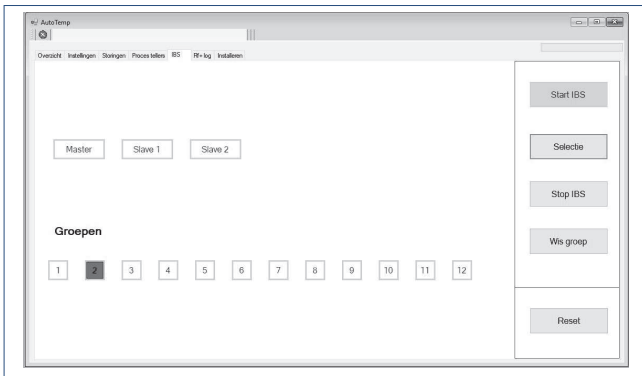 AutoTemp
Overzicht Instellingen Storingen Proces tellers IBS Rf+ log Installeren
Start IBS
Master Slave 1 Slave 2 Selectie
Stop IBS
Groepen
Wis groep
1 2 3 4 5 6 7 8 9 10 11 12
Reset